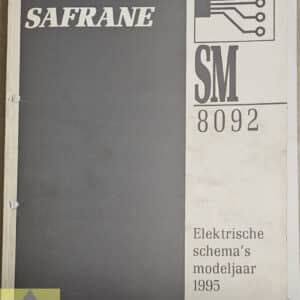 SAFRANE
SM
8092
Elektrische
schema's
modeljaar
1995